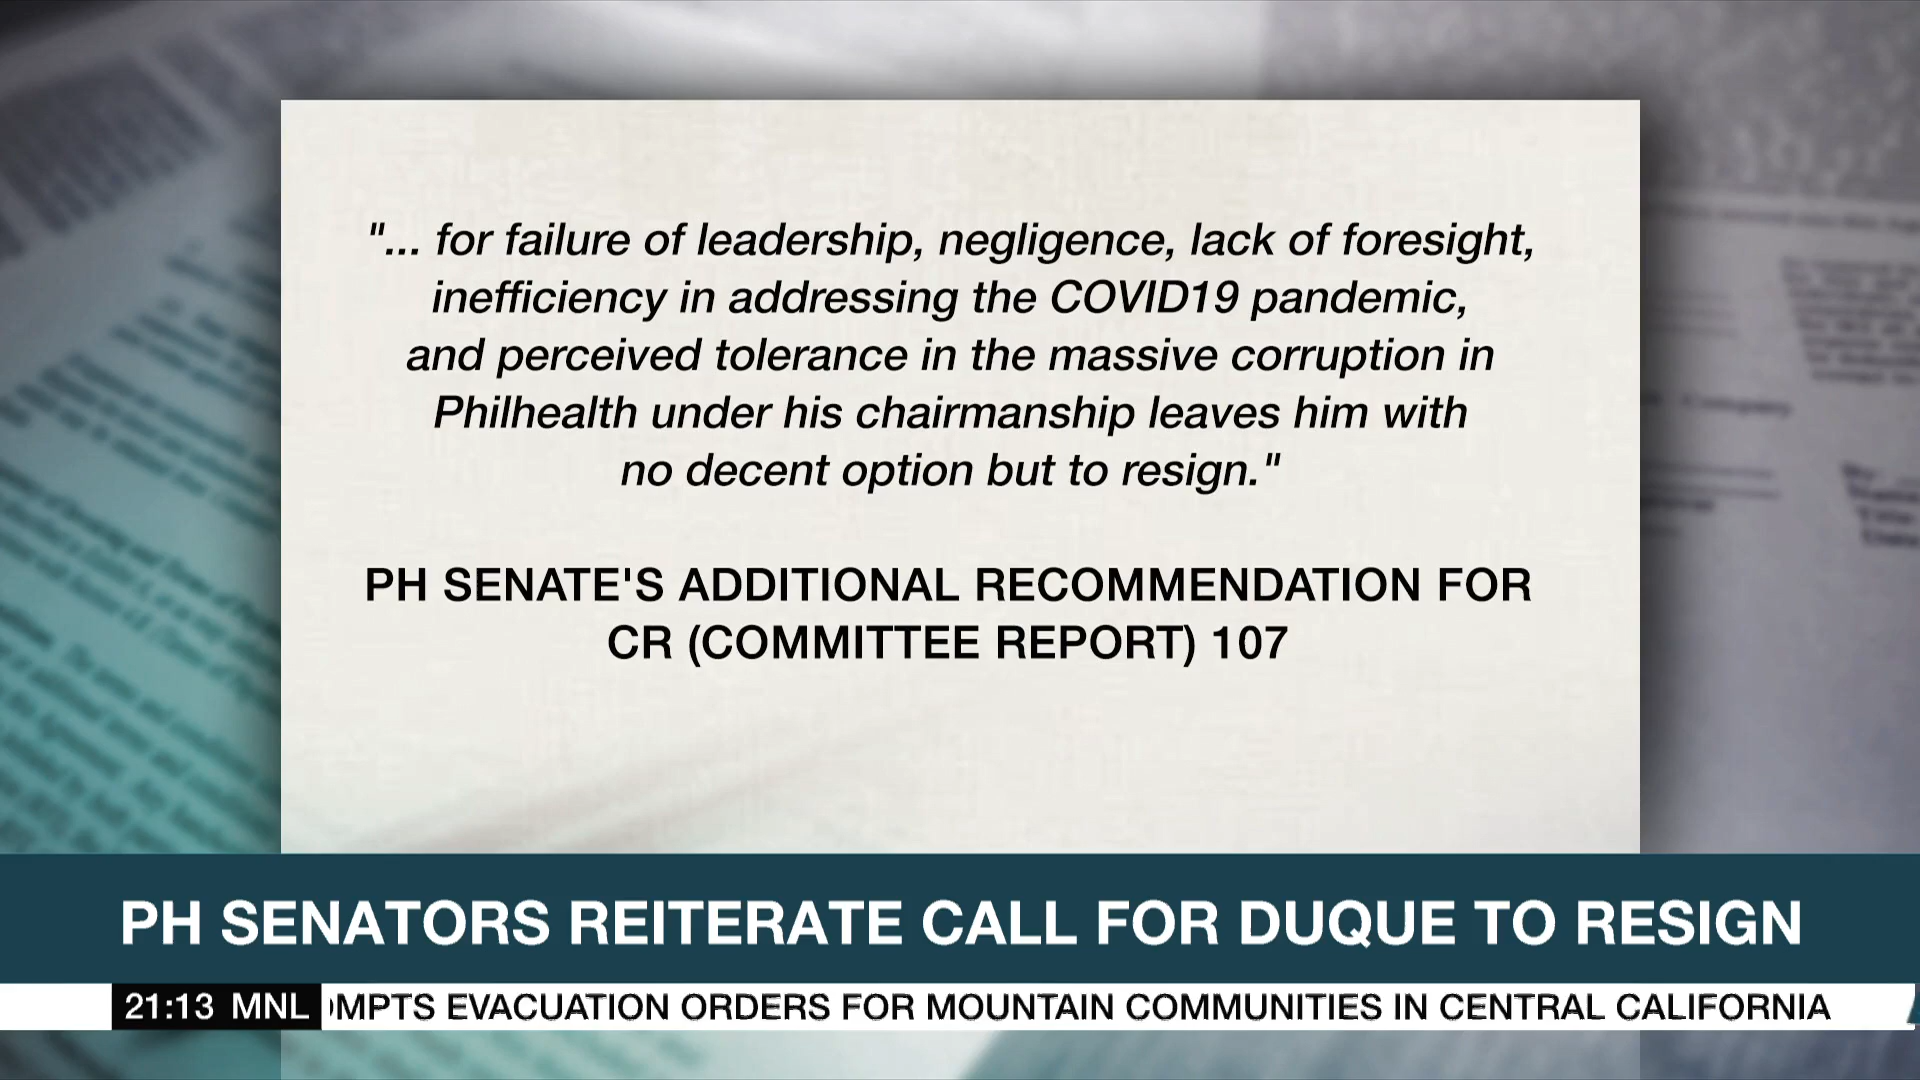 "... for failure of leadership, negligence, lack of foresight,
inefficiency in addressing the COVID19 pandemic,
and perceived tolerance in the massive corruption in
Philhealth under his chairmanship leaves him with
no decent option but to resign."
PH SENATE'S ADDITIONAL RECOMMENDATION FOR
CR (COMMITTEE REPORT) 107
PH SENATORS REITERATE CALL FOR DUQUE TO RESIGN
21:13 MNL EVACUATION ORDERS FOR MOUNTAIN COMMUNITIES IN CENTRAL CALIFORNIA